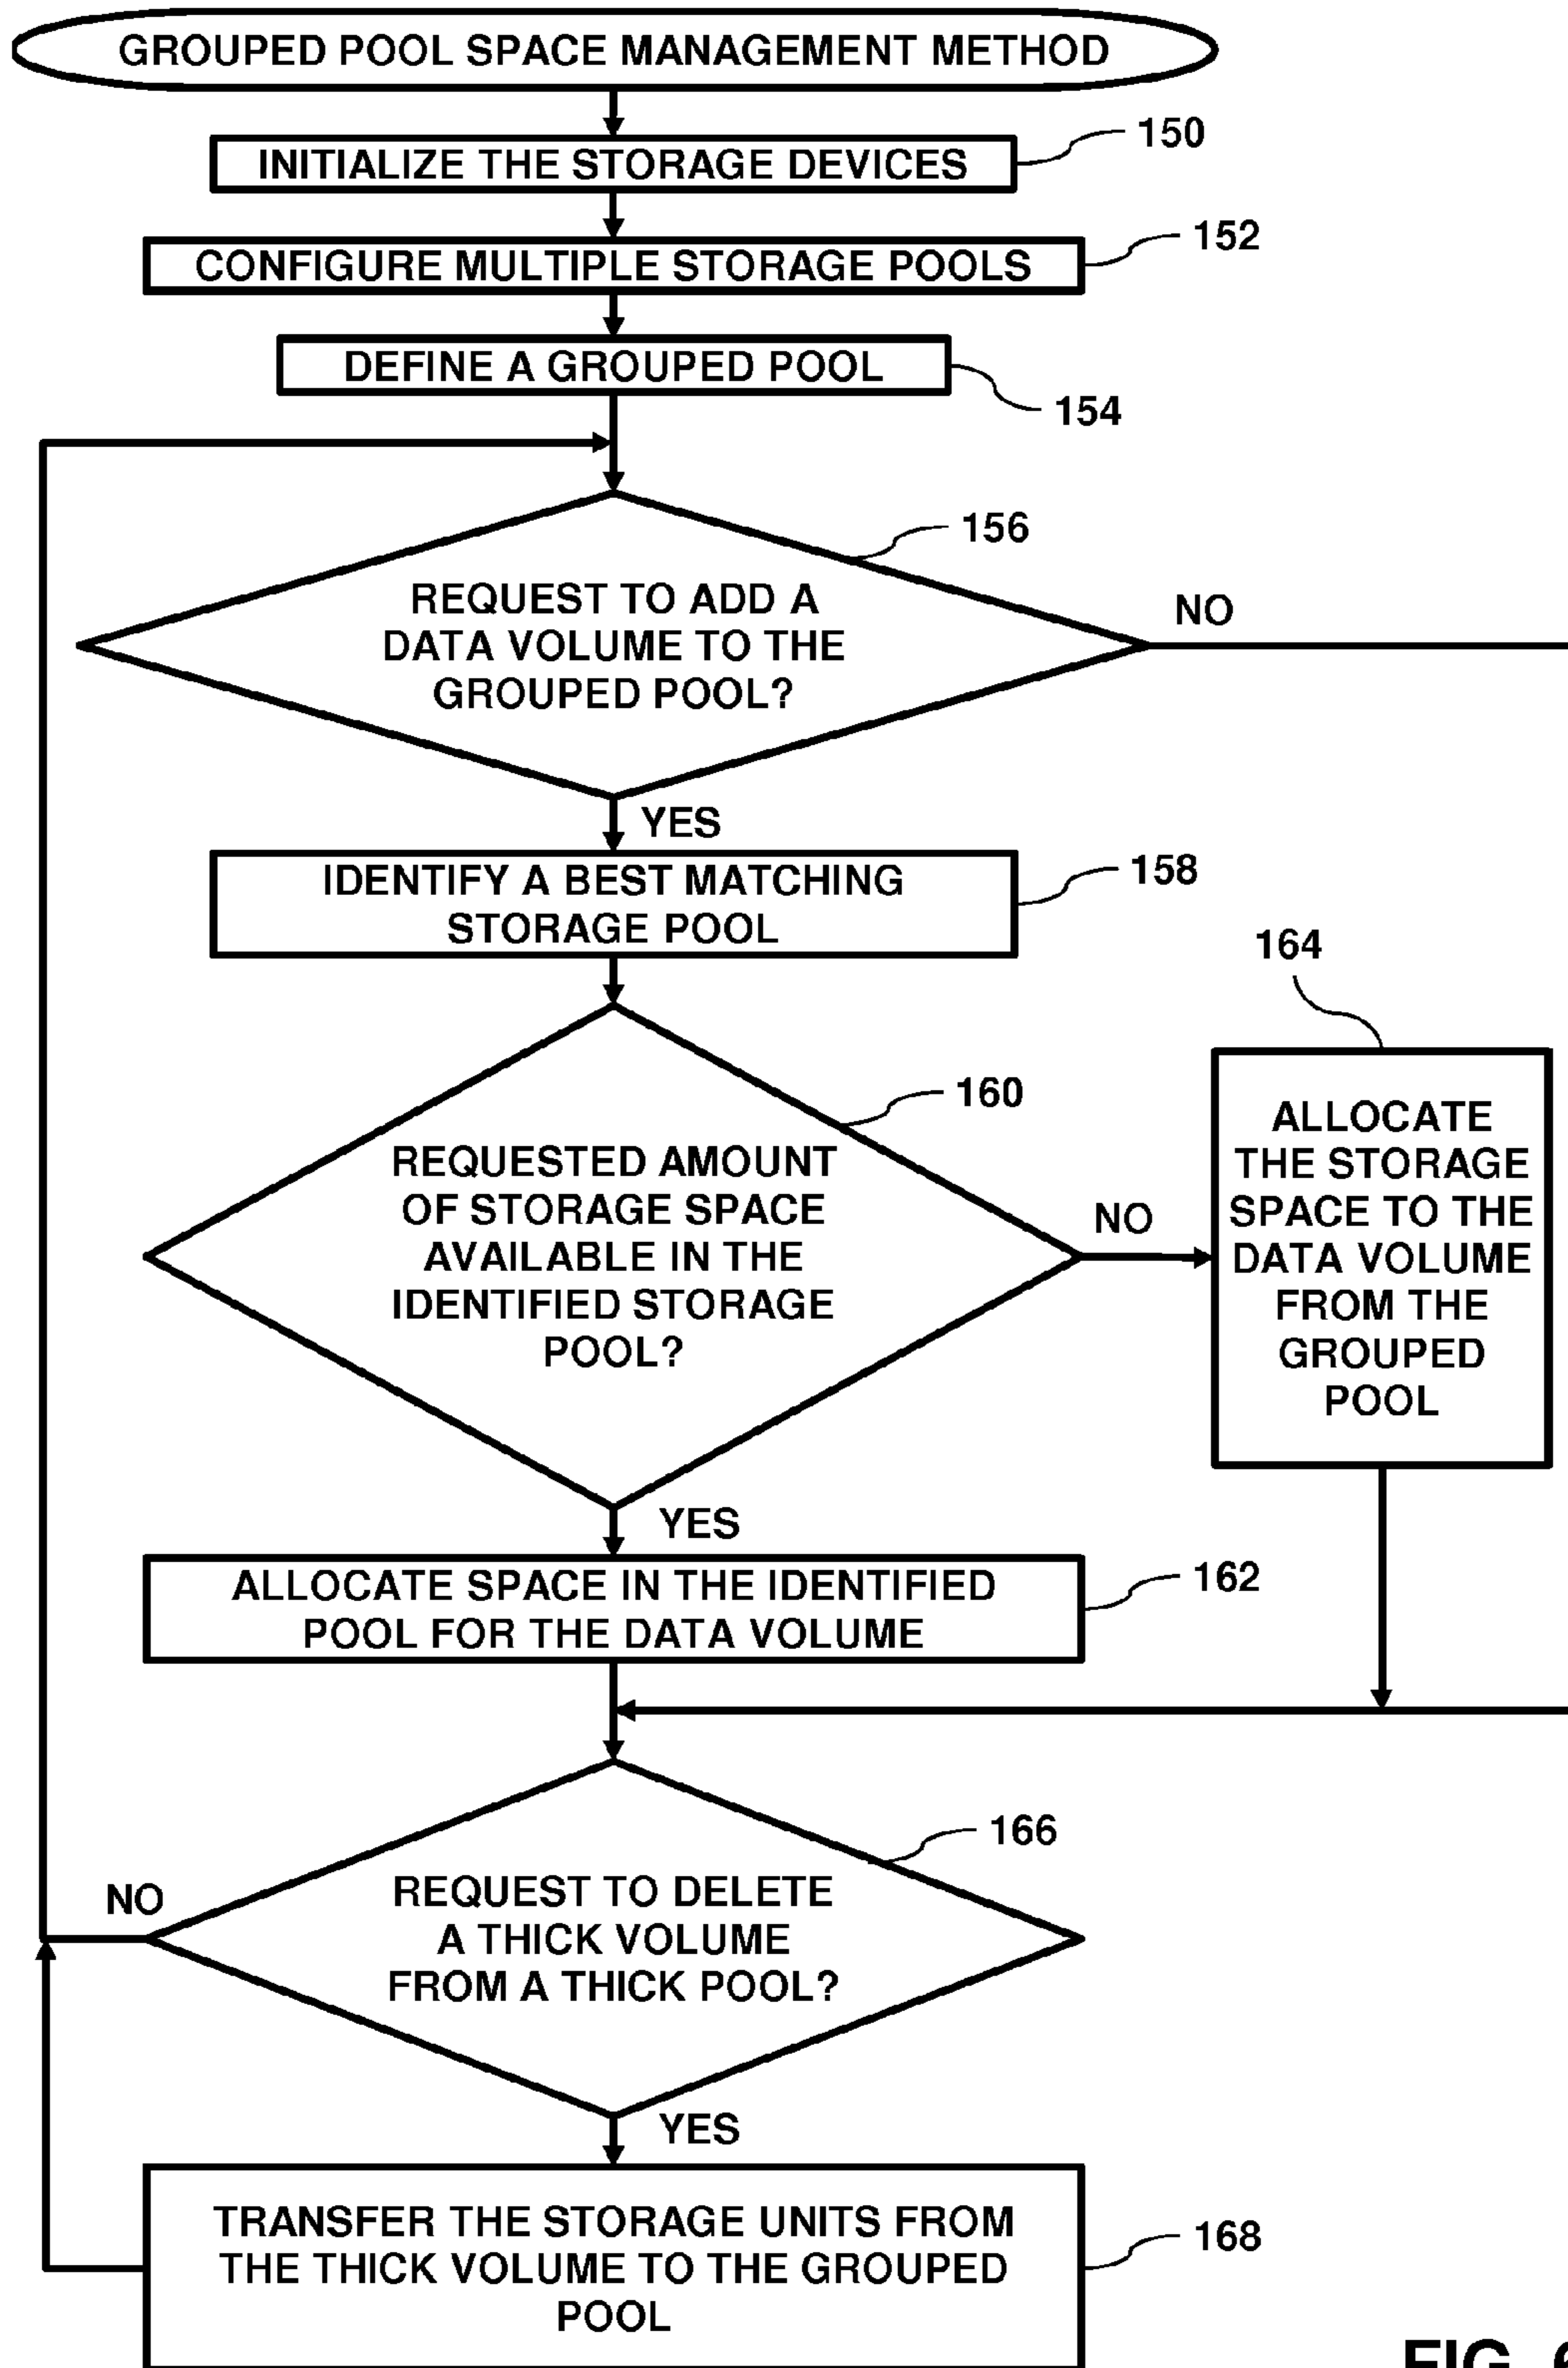 GROUPED POOL SPACE MANAGEMENT METHOD
INITIALIZE THE STORAGE DEVICES
150
CONFIGURE MULTIPLE STORAGE POOLS
152
DEFINE A GROUPED POOL
154
156
REQUEST TO ADD A
DATA VOLUME TO THE
GROUPED POOL?
NO
YES
IDENTIFY A BEST MATCHING
STORAGE POOL
158
160
REQUESTED AMOUNT
OF STORAGE SPACE
AVAILABLE IN THE
IDENTIFIED STORAGE
POOL?
NO
164
ALLOCATE
THE STORAGE
SPACE TO THE
DATA VOLUME
FROM THE
GROUPED
POOL
YES
ALLOCATE SPACE IN THE IDENTIFIED
POOL FOR THE DATA VOLUME
162
166
REQUEST TO DELETE
A THICK VOLUME
FROM A THICK POOL?
NO
YES
TRANSFER THE STORAGE UNITS FROM
THE THICK VOLUME TO THE GROUPED
POOL
168
FIG.